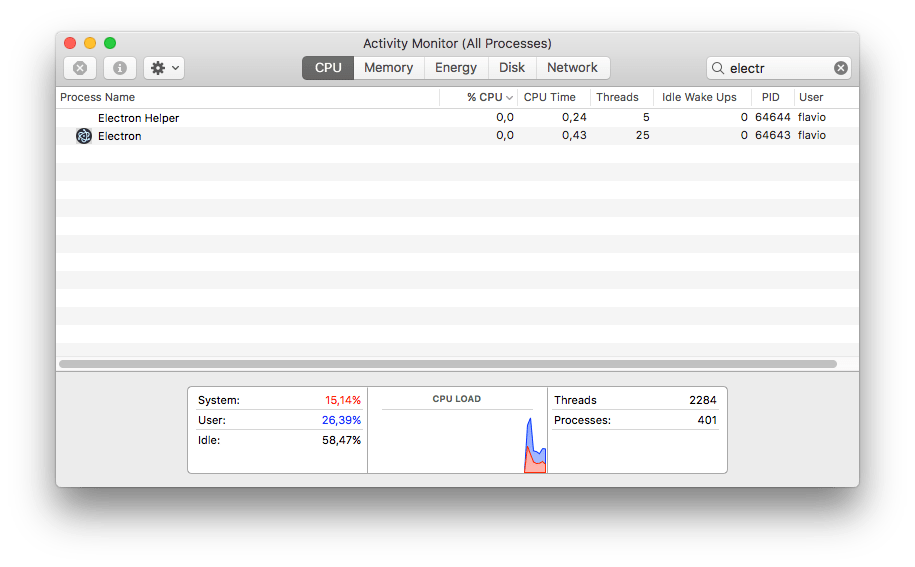 Activity Monitor (All Processes)
CPU Memory Energy Disk Network electr
Process Name % CPU CPU Time Threads Idle Wake Ups PID User
Electron Helper 0,0 0,24 5 0 64644 flavio
Electron 0,0 0,43 25 0 64643 flavio
System: 15,14% CPU LOAD Threads 2284
User: 26,39% Processes: 401
Idle: 58,47%